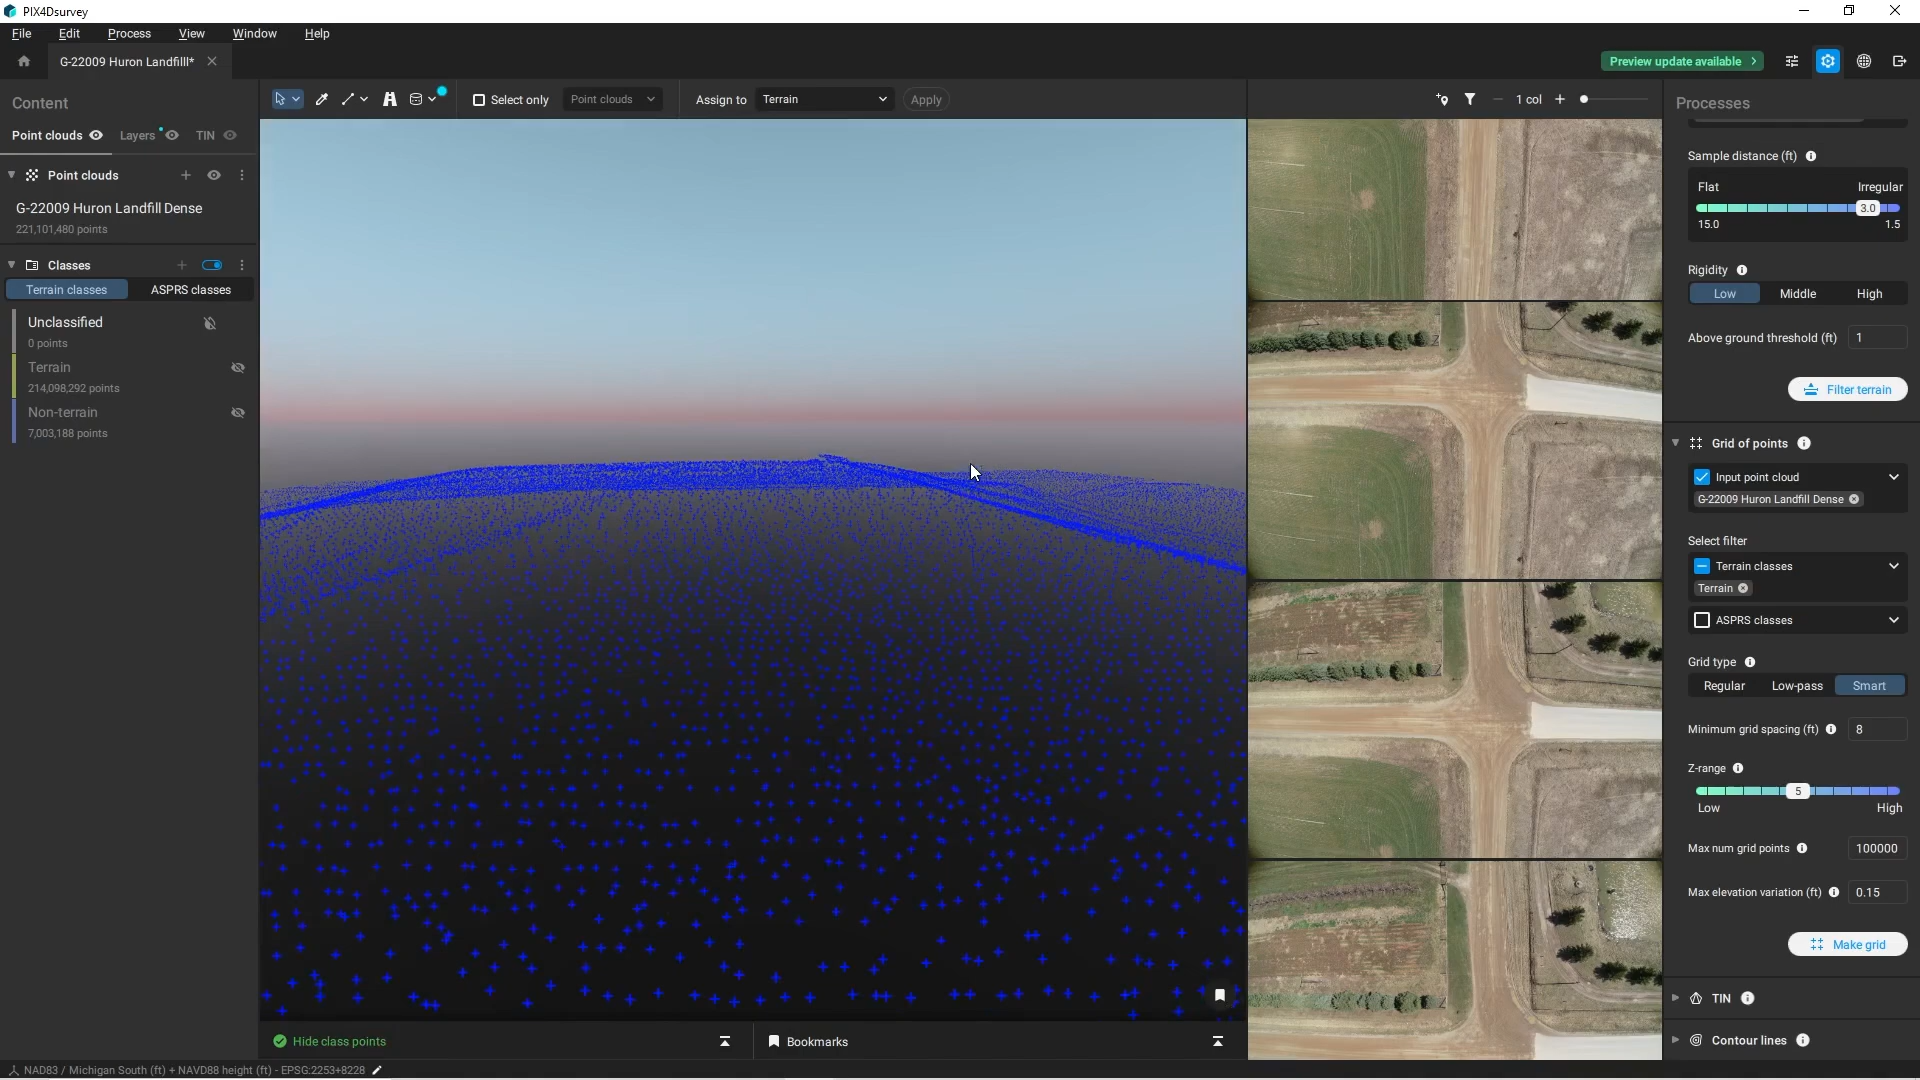 PIX4Dsurvey
File Edit Process View Window Help
G-22009 Huron Landfilll*
Preview update available
Content
Point clouds Layers TIN
Point clouds
G-22009 Huron Landfill Dense
221,101,480 points
Classes
Terrain classes ASPRS classes
Unclassified
0 points
Terrain
214,098,292 points
Non-terrain
7,003,188 points
Select only Point clouds Assign to Terrain Apply
Hide class points
Bookmarks
1 col
Processes
Sample distance (ft)
Flat Irregular
3.0
15.0 1.5
Rigidity
Low Middle High
Above ground threshold (ft) 1
Filter terrain
Grid of points
Input point cloud
G-22009 Huron Landfill Dense
Select filter
Terrain classes
Terrain
ASPRS classes
Grid type
Regular Low-pass Smart
Minimum grid spacing (ft) 8
Z-range
5
Low High
Max num grid points 100000
Max elevation variation (ft) 0.15
Make grid
TIN
Contour lines
NAD83 / Michigan South (ft) + NAVD88 height (ft) - EPSG:2253+8228